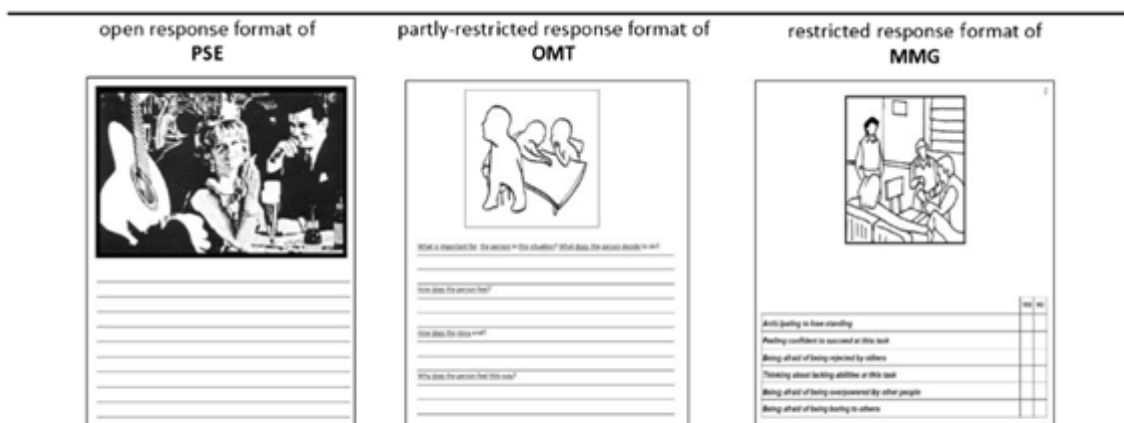 open response format of
PSE
partly-restricted response format of
OMT
What is important for the person in this situation? What does the person decide to do?
How does the person feel?
How does the story end?
Why does the person feel this way?
restricted response format of
MMG
YES NO
Anticipating to lose standing
Feeling confident to succeed at this task
Being afraid of being rejected by others
Thinking about lacking abilities at this task
Being afraid of being overpowered by other people
Being afraid of being boring to others